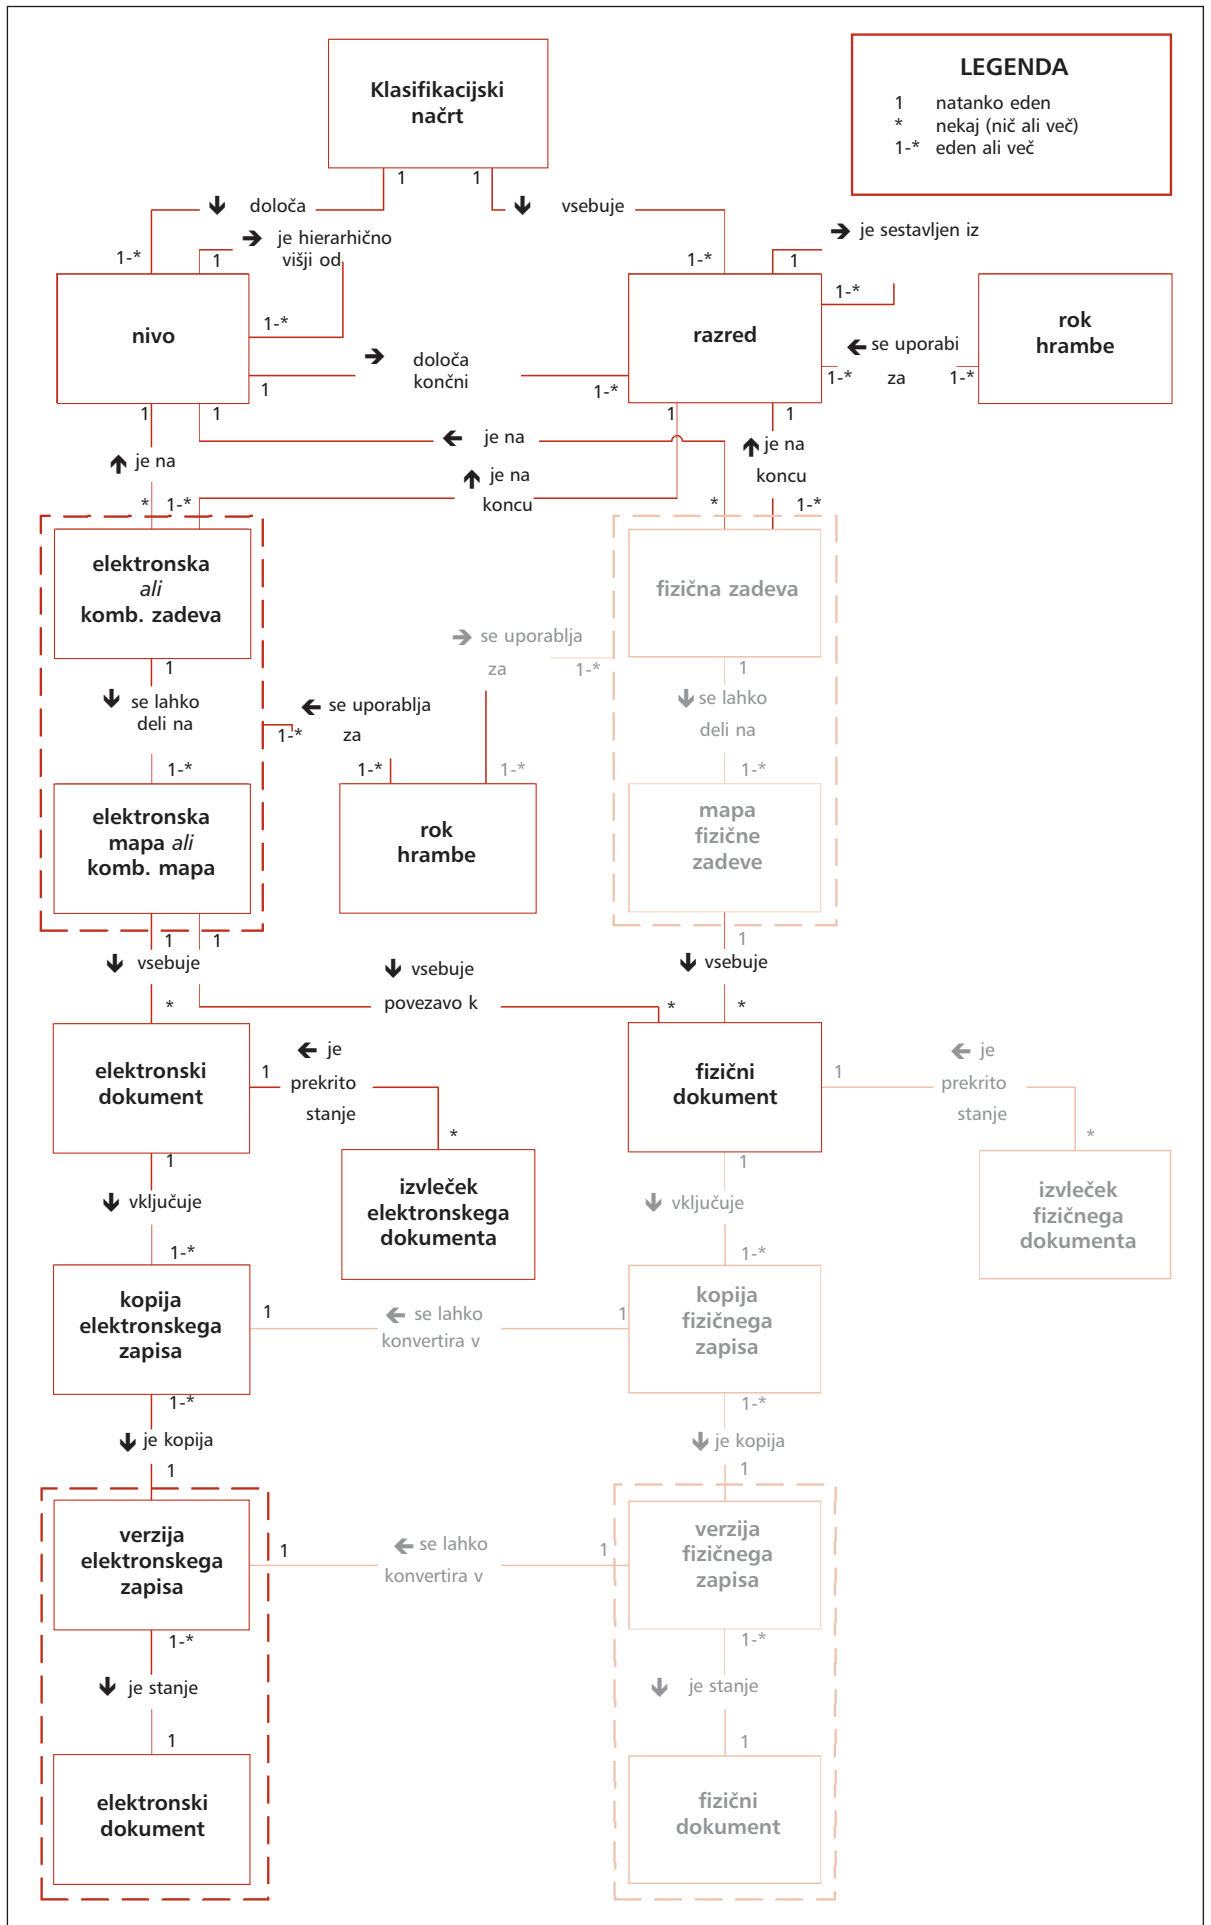 Klasifikacijski
načrt
LEGENDA
1 natanko eden
* nekaj (nič ali več)
1-* eden ali več
1 1
določa
vsebuje
1-*
1
je hierarhično
višji od
1-*
1
je sestavljen iz
nivo
1-*
razred
1-*
rok
hrambe
se uporabi
za
1-* 1-*
določa
končni
1
1-*
1 1
1 1
je na
je na
je na
koncu
je na
koncu
* 1-*
* 1-*
elektronska
ali
komb. zadeva
fizična zadeva
se uporablja
za
1-*
1
1
se lahko
deli na
se uporablja
za
1-*
se lahko
deli na
1-*
1-* 1-*
1-*
elektronska
mapa ali
komb. mapa
rok
hrambe
mapa
fizične
zadeve
1 1
1
vsebuje
vsebuje
povezavo k
vsebuje
*
* *
elektronski
dokument
1
je
prekrito
stanje
*
fizični
dokument
1
je
prekrito
stanje
*
1
izvleček
elektronskega
dokumenta
1
izvleček
fizičnega
dokumenta
vključuje
vključuje
1-*
1-*
kopija
elektronskega
zapisa
1
se lahko
konvertira v
1
kopija
fizičnega
zapisa
1-*
1-*
je kopija
je kopija
1
1
verzija
elektronskega
zapisa
1
se lahko
konvertira v
1
verzija
fizičnega
zapisa
1-*
1-*
je stanje
je stanje
1
1
elektronski
dokument
fizični
dokument